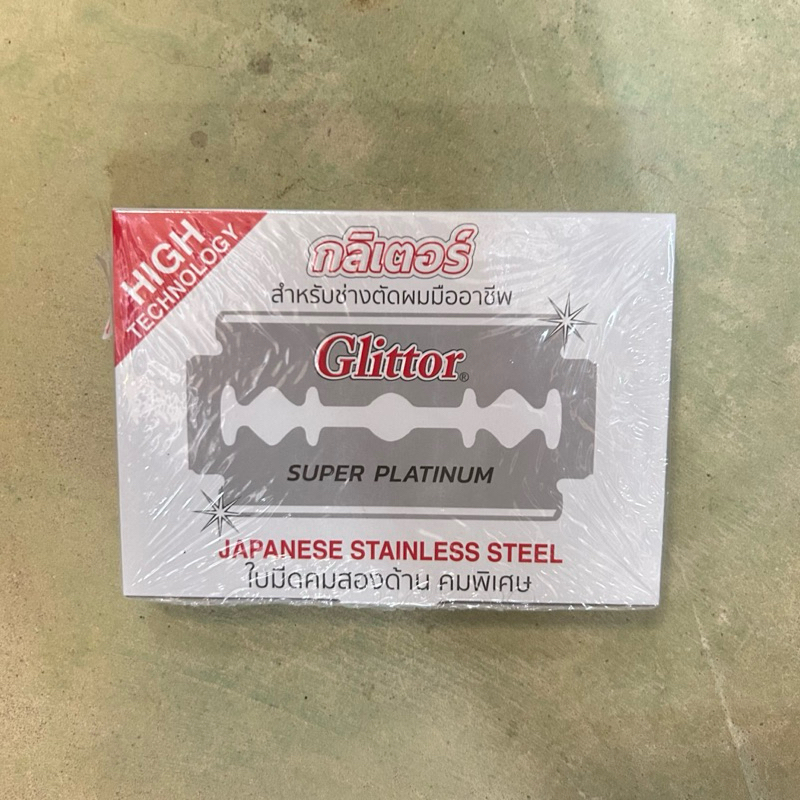 HIGH
TECHNOLOGY
กลิตเตอร์
สำหรับช่างตัดผมมืออาชีพ
Glittor®
SUPER PLATINUM
JAPANESE STAINLESS STEEL
ใบมีดคมสองด้าน คมพิเศษ